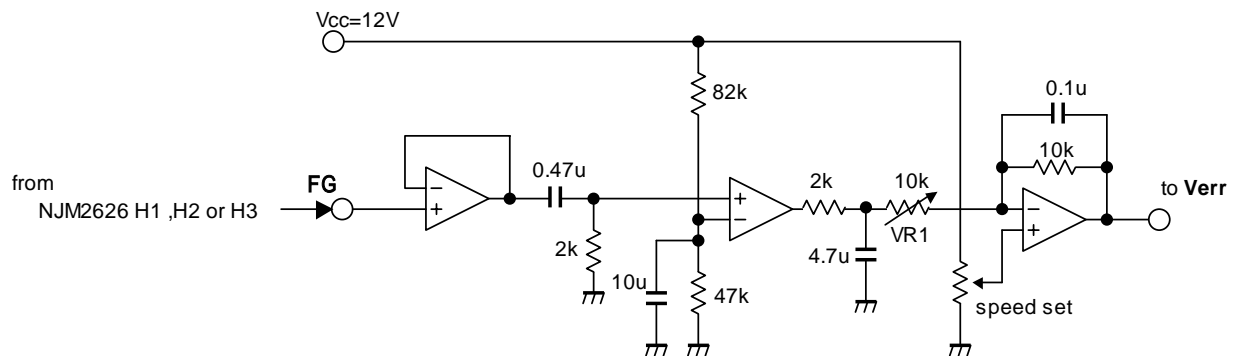 Vcc=12V
82k
0.1u
10k
from
NJM2626 H1 ,H2 or H3
FG
−
+
0.47u
2k
+
−
2k
10k
VR1
−
+
to Verr
10u
47k
4.7u
speed set